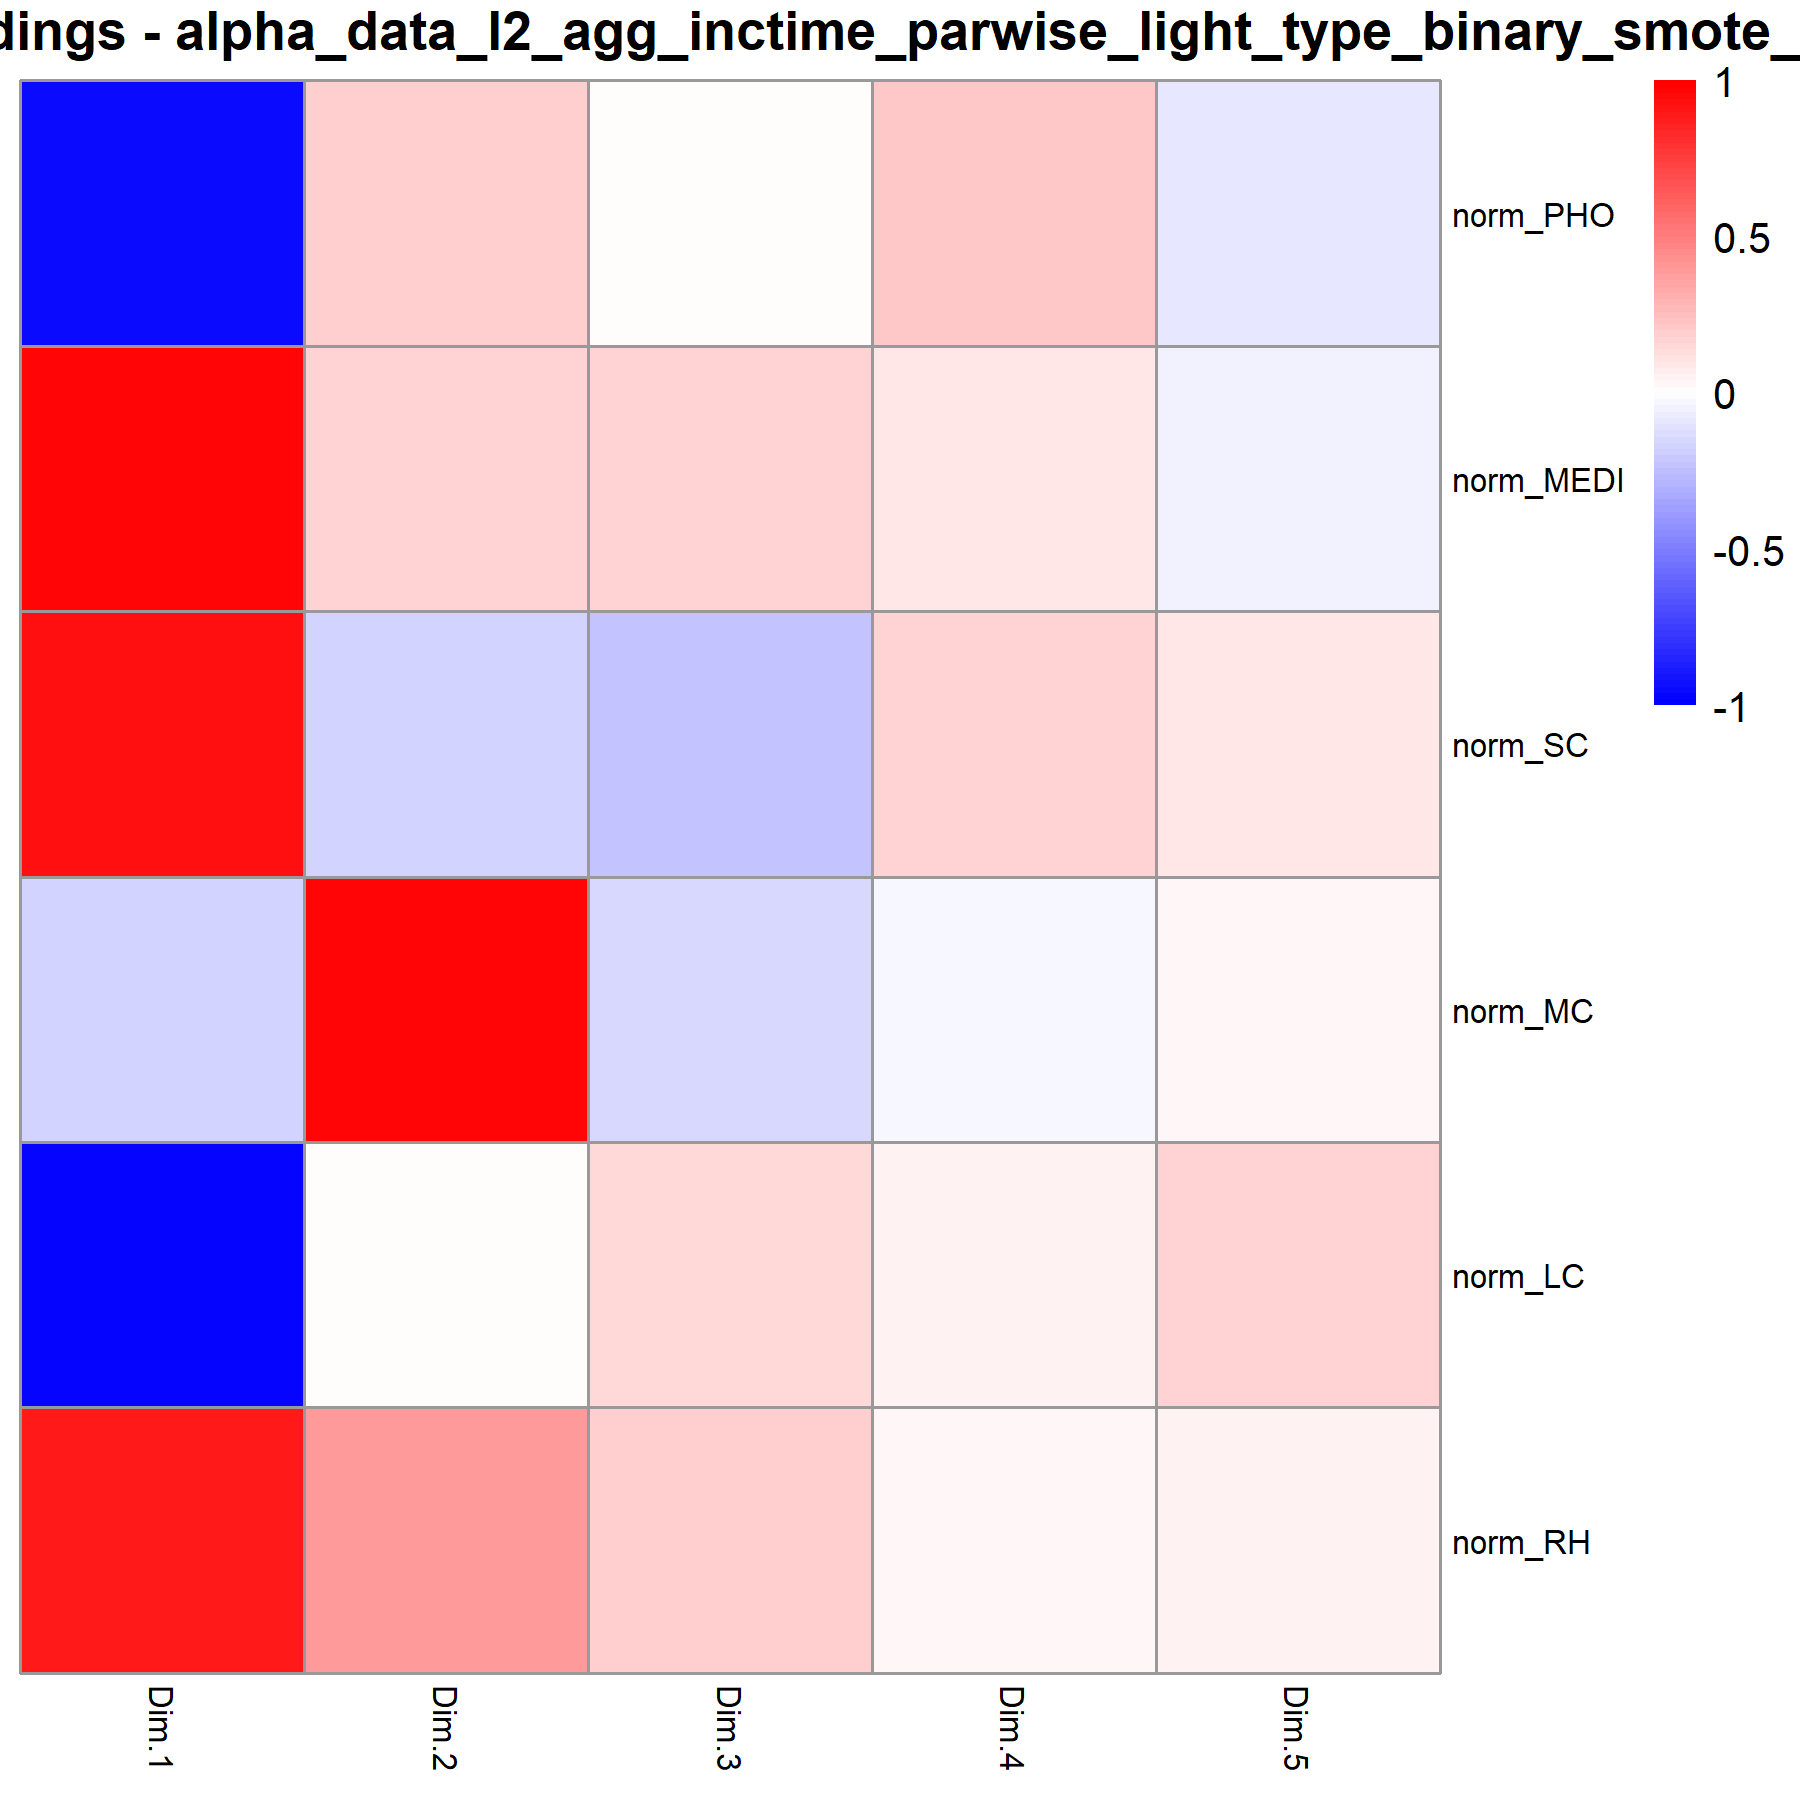 dings - alpha_data_l2_agg_inctime_parwise_light_type_binary_smote_
1
0.5
0
-0.5
-1
norm_PHO
norm_MEDI
norm_SC
norm_MC
norm_LC
norm_RH
Dim.1
Dim.2
Dim.3
Dim.4
Dim.5